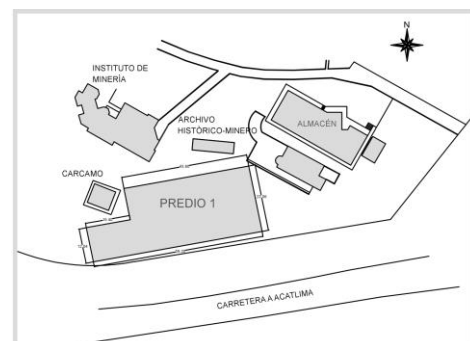 N
INSTITUTO DE
MINERÍA
ARCHIVO
HISTÓRICO-MINERO
ALMACÉN
CARCAMO
PREDIO 1
CARRETERA A ACATLIMA